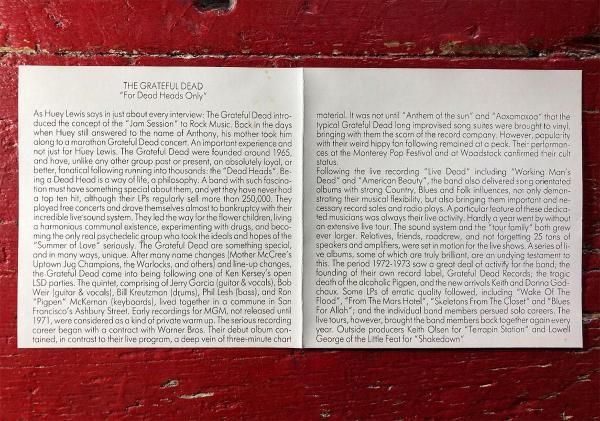 THE GRATEFUL DEAD
"For Dead Heads Only"
As Huey Lewis says in just about every interview: The Grateful Dead intro-
duced the concept of the "Jam Session" to Rock Music. Back in the days
when Huey still answered to the name of Anthony, his mother took him
along to a marathon Grateful Dead concert. An important experience and
not just for Huey Lewis. The Grateful Dead were founded around 1965,
and have, unlike any other group past or present, an absolutely loyal, or
better, fanatical following running into thousands: the "Dead Heads". Be-
ing a Dead Head is a way of life, a philosophy. A band with such fascina-
tion must have something special about them, and yet they have never had
a top ten hit, although their LPs regularly sell more than 250,000. They
played free concerts and drove themselves almost to bankruptcy with their
incredible live sound system. They led the way for the flower children, living
a harmonious communal existence, experimenting with drugs, and beco-
ming the only real psychedelic group who took the ideals and hopes of the
"Summer of Love" seriously. The Grateful Dead are something special,
and in many ways, unique. After many name changes (Mother McCree's
Uptown Jug Champions, the Warlocks, and others) and line-up changes,
the Grateful Dead came into being following one of Ken Kersey's open
LSD parties. The quintet, comprising of Jerry Garcia (guitar & vocals), Bob
Weir (guitar & vocals), Bill Kreutzman (drums), Phil Lesh (bass), and Ron
"Pigpen" McKernan (keyboards), lived together in a commune in San
Francisco's Ashbury Street. Early recordings for MGM, not released until
1971, were considered as a kind of private warm up. The serious recording
career began with a contract with Warner Bros. Their debut album con-
tained, in contrast to their live program, a deep vein of three-minute chart
material. It was not until "Anthem of the sun" and "Aoxomoxoa" that the
typical Grateful Dead long improvised song suites were brought to vinyl,
bringing with them the scorn of the record company. However, popularity
with their weird hippy fan following remained at a peak. Their performan-
ces at the Monterey Pop Festival and at Woodstock confirmed their cult
status.
Following the live recording "Live Dead" including "Working Man's
Dead" and "American Beauty", the band also delivered song orientated
albums with strong Country, Blues and Folk influences, not only demon-
strating their musical flexibility, but also bringing them important and ne-
cessary record sales and radio plays. A particular feature of these dedica-
ted musicians was always their live activity. Hardly a year went by without
an extensive live tour. The sound system and the "tour family" both grew
ever larger. Relatives, friends, roadcrew, and not forgetting 25 tons of
speakers and amplifiers, were set in motion for the live shows. A series of li-
ve albums, some of which are truly brilliant, are an undying testament to
this. The period 1972-1973 saw a great deal of activity for the band; the
founding of their own record label, Grateful Dead Records; the tragic
death of the alcoholic Pigpen, and the new arrivals Keith and Donna God-
chaux. Some LPs of erratic quality followed, including "Wake Of The
Flood", "From The Mars Hotel", "Skeletons From The Closet" and "Blues
For Allah"; and the individual band members persued solo careers. The
live tours, however, brought the band members back together again every
year. Outside producers Keith Olsen for "Terrapin Station" and Lowell
George of the Little Feat for "Shakedown"